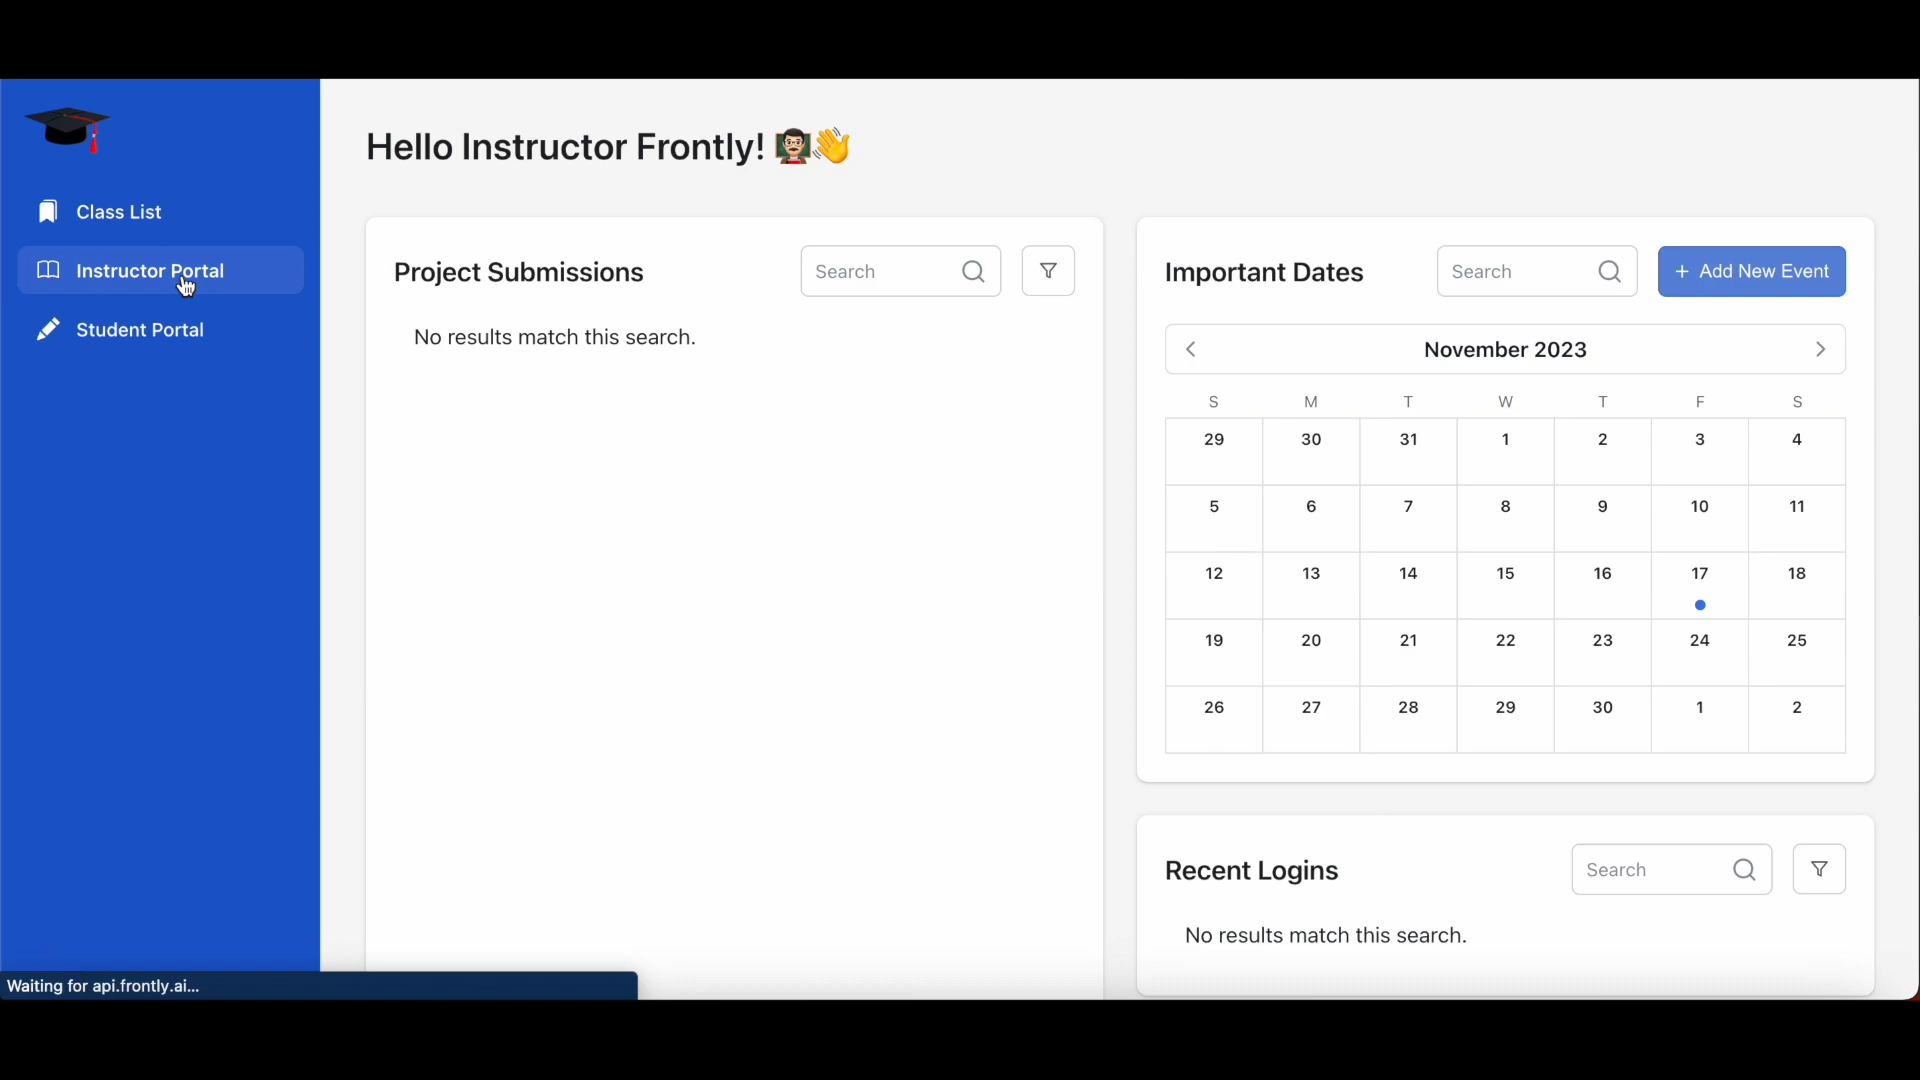 Hello Instructor Frontly! 👨🏻‍🏫👋
Class List
Instructor Portal
Student Portal
Project Submissions
Search
No results match this search.
Important Dates
Search
+ Add New Event
November 2023
S M T W T F S
29 30 31 1 2 3 4
5 6 7 8 9 10 11
12 13 14 15 16 17 18
19 20 21 22 23 24 25
26 27 28 29 30 1 2
Recent Logins
Search
No results match this search.
Waiting for api.frontly.ai...